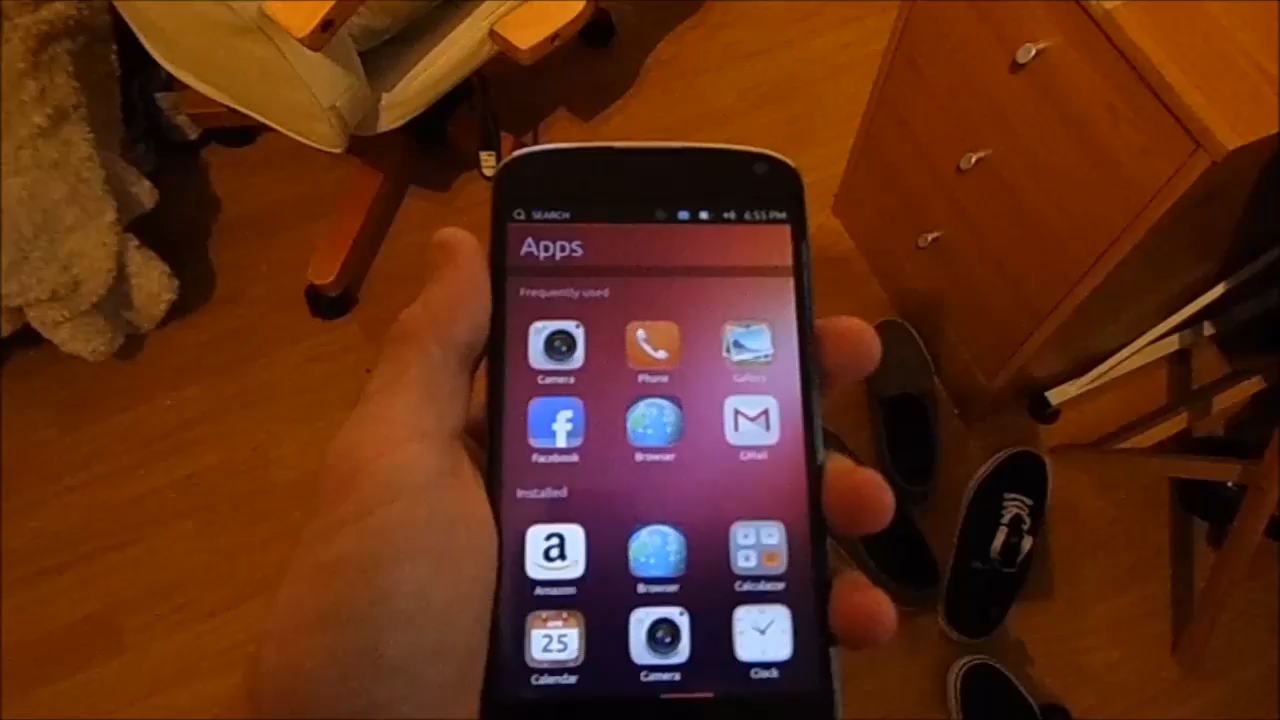 SEARCH 6:55 PM
Apps
Frequently used
Camera Phone Gallery
f
Facebook Browser GMail
Installed
a
Amazon Browser Calculator
25
Calendar Camera Clock